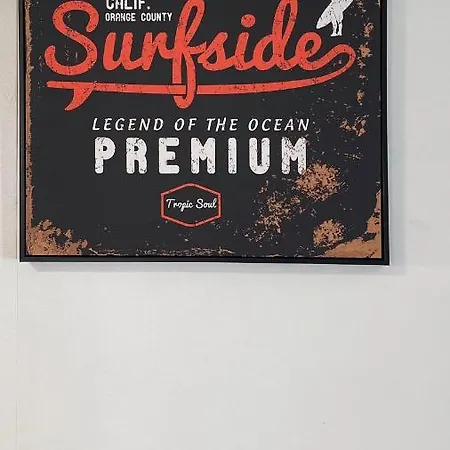 CALIF.
ORANGE COUNTY
Surfside
LEGEND OF THE OCEAN
PREMIUM
Tropic Soul